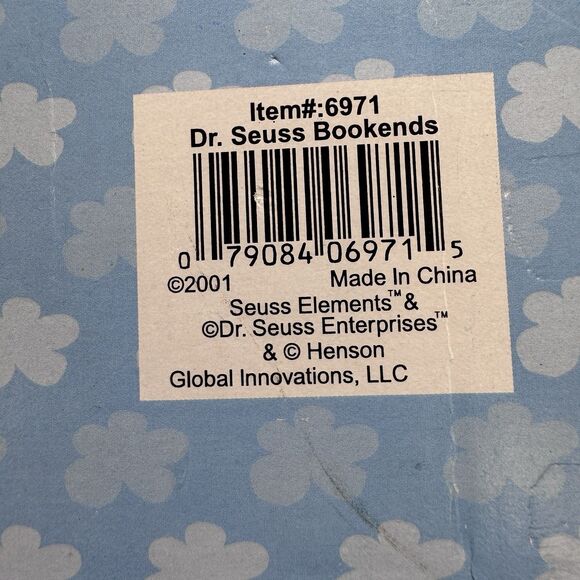 Item#:6971
Dr. Seuss Bookends
0 79084 06971 5
©2001 Made In China
Seuss Elements™&
©Dr. Seuss Enterprises™
& © Henson
Global Innovations, LLC